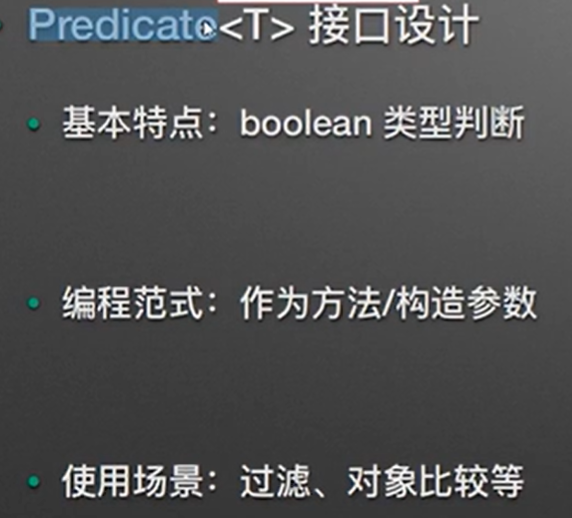 Predicate<T> 接口设计
基本特点：boolean 类型判断
编程范式：作为方法/构造参数
使用场景：过滤、对象比较等